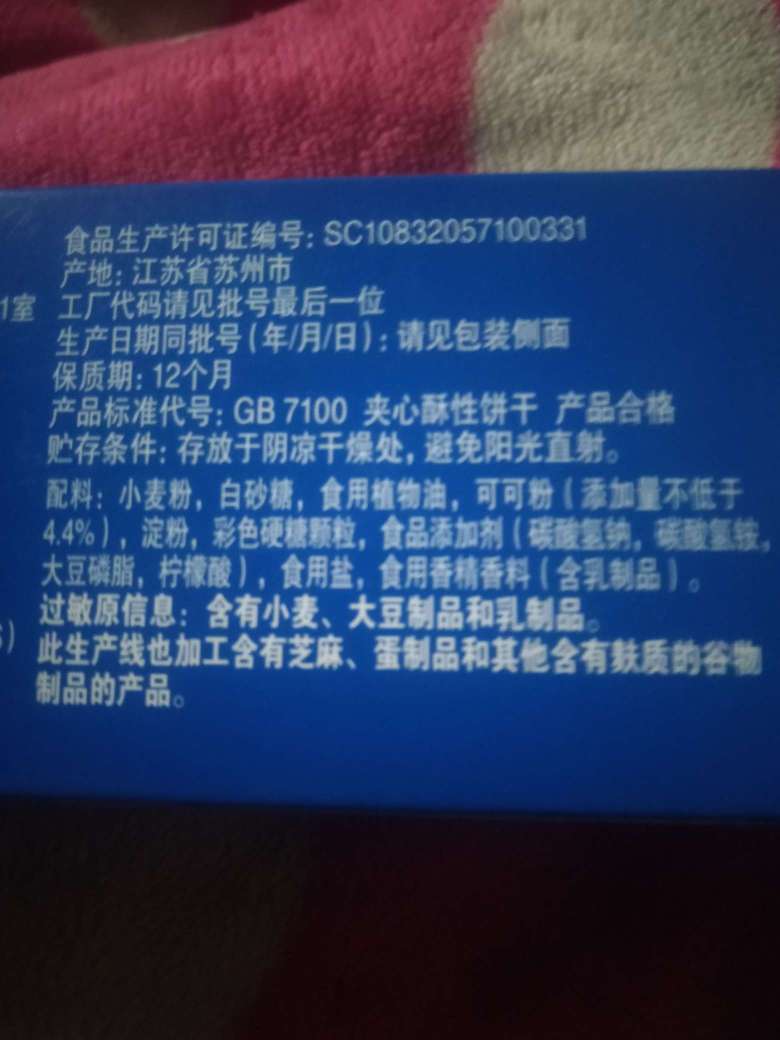 食品生产许可证编号: SC10832057100331
产地: 江苏省苏州市
1室 工厂代码请见批号最后一位
生产日期同批号 (年/月/日): 请见包装侧面
保质期: 12个月
产品标准代号: GB 7100 夹心酥性饼干 产品合格
贮存条件: 存放于阴凉干燥处, 避免阳光直射。
配料: 小麦粉, 白砂糖, 食用植物油, 可可粉 (添加量不低于
4.4%), 淀粉, 彩色硬糖颗粒, 食品添加剂 (碳酸氢钠, 碳酸氢铵,
大豆磷脂, 柠檬酸), 食用盐, 食用香精香料 (含乳制品)。
过敏原信息: 含有小麦、大豆制品和乳制品。
此生产线也加工含有芝麻、蛋制品和其他含有麸质的谷物
制品的产品。